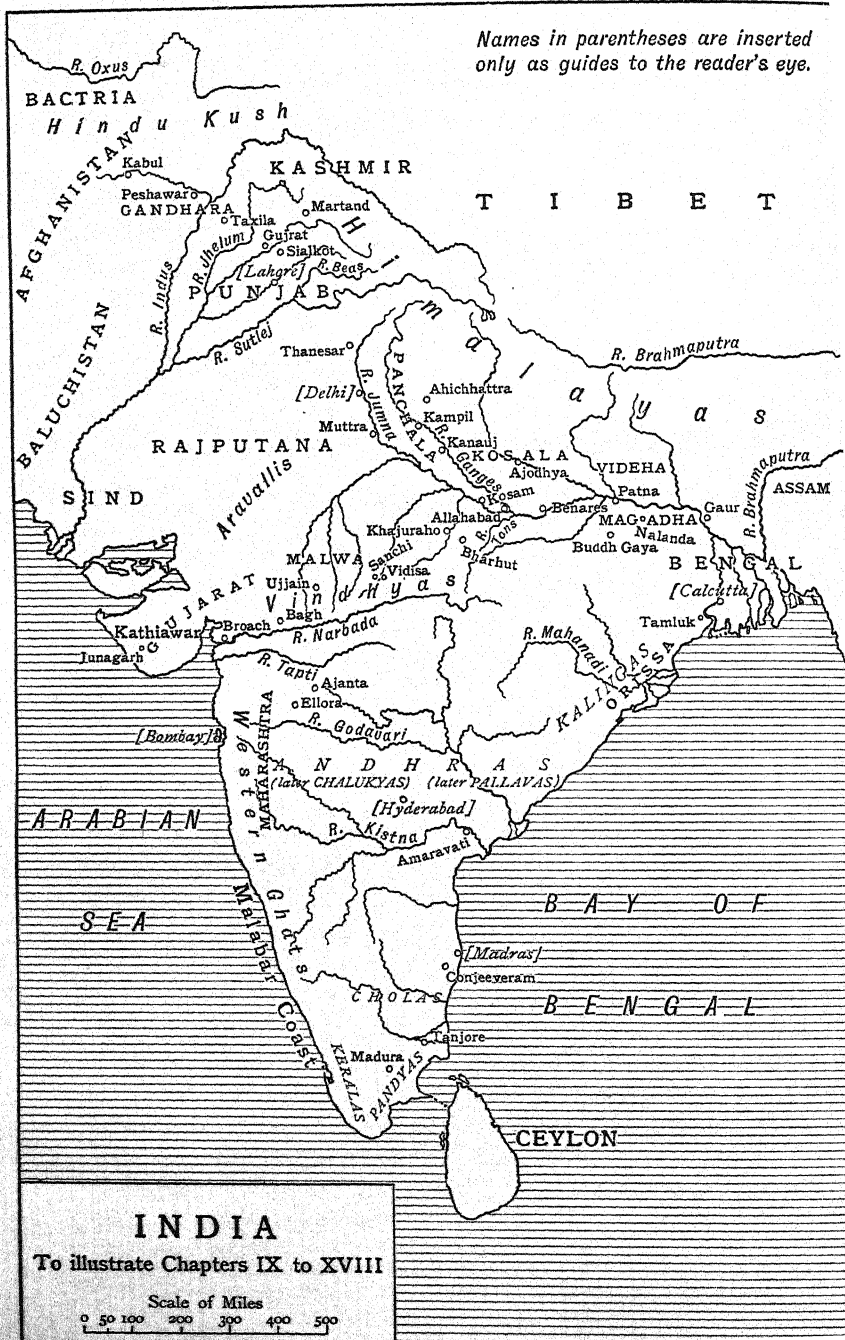 Names in parentheses are inserted
only as guides to the reader's eye.
R. Oxus
BACTRIA
Hindu Kush
AFGHANISTAN
Kabul
KASHMIR
Peshawar
GANDHARA
Taxila
Martand
TIBET
Gujrat
Sialkot
R. Jhelum
[Lahore]
R. Beas
Himalayas
R. Indus
PUNJAB
BALUCHISTAN
R. Sutlej
Thanesar
R. Brahmaputra
[Delhi]
PANCHALA
Ahichhattra
R. Jumna
Kampil
Muttra
Kanauj
R. Ganges
RAJPUTANA
KOSALA
Ajodhya
VIDEHA
R. Brahmaputra
ASSAM
Aravallis
SIND
Kosam
Patna
Benares
Gaur
Khajuraho
Allahabad
R. Tons
MAGADHA
Nalanda
Buddh Gaya
MALWA
Sanchi
Vidisa
Bharhut
BENGAL
Ujjain
Vindhyas
[Calcutta]
GUJARAT
Kathiawar
Broach
Bagh
R. Narbada
R. Mahanadi
Tamluk
Junagarh
R. Tapti
Ajanta
Ellora
KALINGAS
ORISSA
[Bombay]
R. Godavari
MAHARASHTRA
Western Ghats
ANDHRAS
(later CHALUKYAS) (later PALLAVAS)
[Hyderabad]
ARABIAN
SEA
R. Kistna
Amaravati
BAY OF
BENGAL
Malabar Coast
[Madras]
Conjeeveram
CHOLAS
Tanjore
Madura
KERALAS
PANDYAS
CEYLON
INDIA
To illustrate Chapters IX to XVIII
Scale of Miles
0 50 100 200 300 400 500